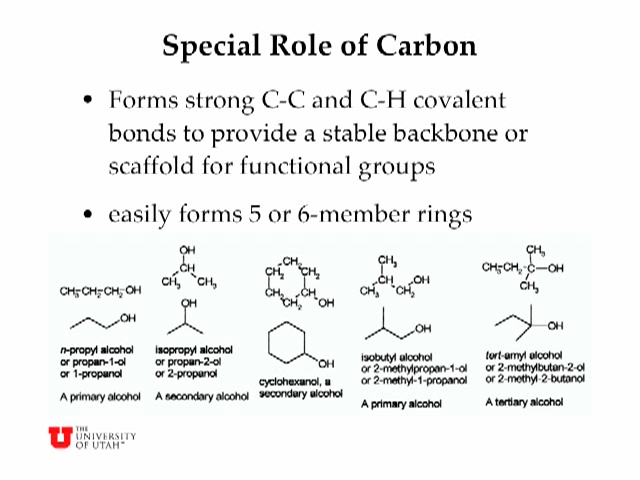 Special Role of Carbon
• Forms strong C-C and C-H covalent
bonds to provide a stable backbone or
scaffold for functional groups
• easily forms 5 or 6-member rings
CH₃-CH₂-CH₂-OH
OH
n-propyl alcohol
or propan-1-ol
or 1-propanol
A primary alcohol
OH
CH
CH₃ CH₃
OH
isopropyl alcohol
or propan-2-ol
or 2-propanol
A secondary alcohol
CH₂
CH₂ CH₂
CH₂ CH
CH₂ OH
OH
cyclohexanol, a
secondary alcohol
CH₃
CH OH
CH₃ CH₂
OH
isobutyl alcohol
or 2-methylpropan-1-ol
or 2-methyl-1-propanol
A primary alcohol
CH₃
CH₃CH₂-C-OH
CH₃
OH
tert-amyl alcohol
or 2-methylbutan-2-ol
or 2-methyl-2-butanol
A tertiary alcohol
U THE
UNIVERSITY
OF UTAH™